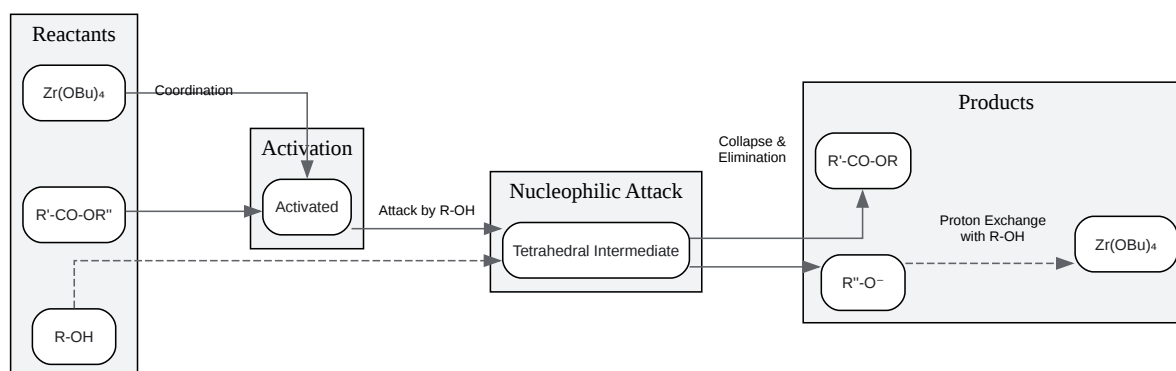 Reactants
Zr(OBu)₄
R'-CO-OR"
R-OH
Coordination
Activation
Activated
Attack by R-OH
Nucleophilic Attack
Tetrahedral Intermediate
Collapse &
Elimination
Products
R'-CO-OR
R"-O⁻
Proton Exchange
with R-OH
Zr(OBu)₄